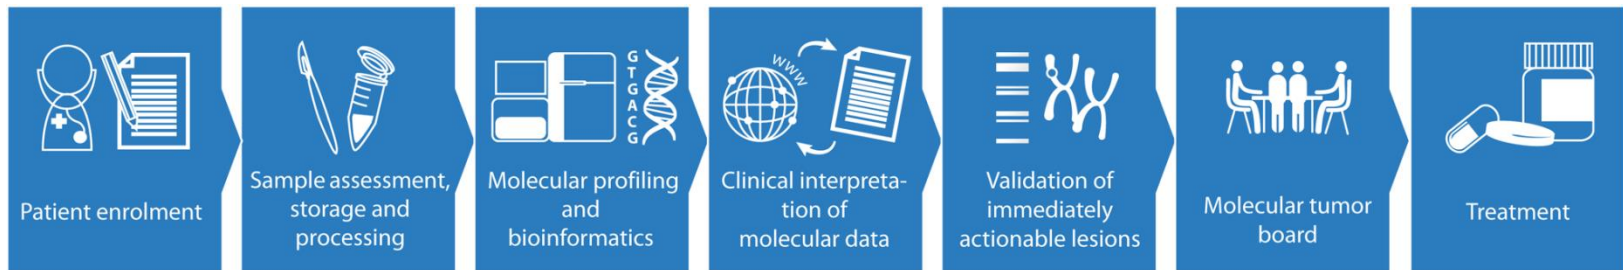 Patient enrolment
Sample assessment,
storage and
processing
G
T
G
A
C
G
Molecular profiling
and
bioinformatics
www
Clinical interpreta-
tion of
molecular data
Validation of
immediately
actionable lesions
Molecular tumor
board
Treatment